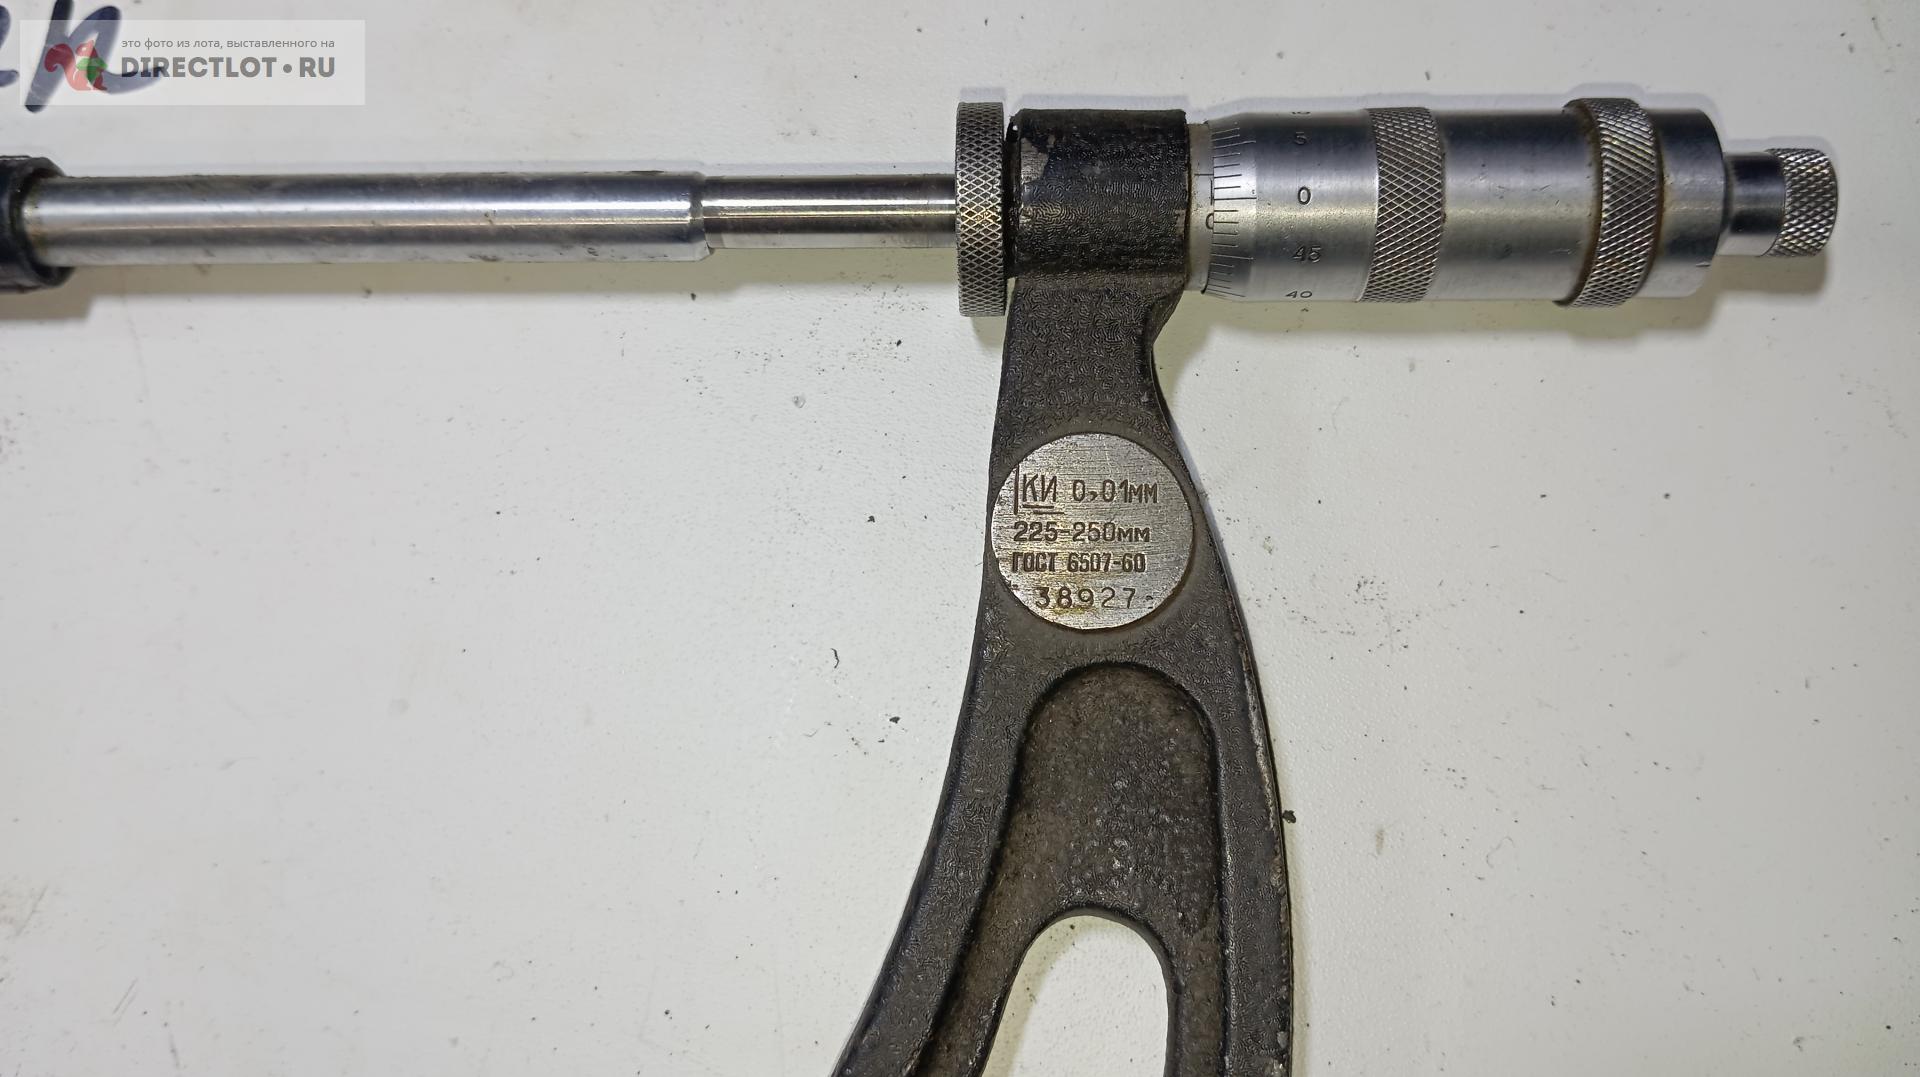 это фото из лота, выставленного на
DIRECTLOT.RU
5
0
0
45
40
КИ 0,01мм
225-250мм
ГОСТ 6507-60
38927